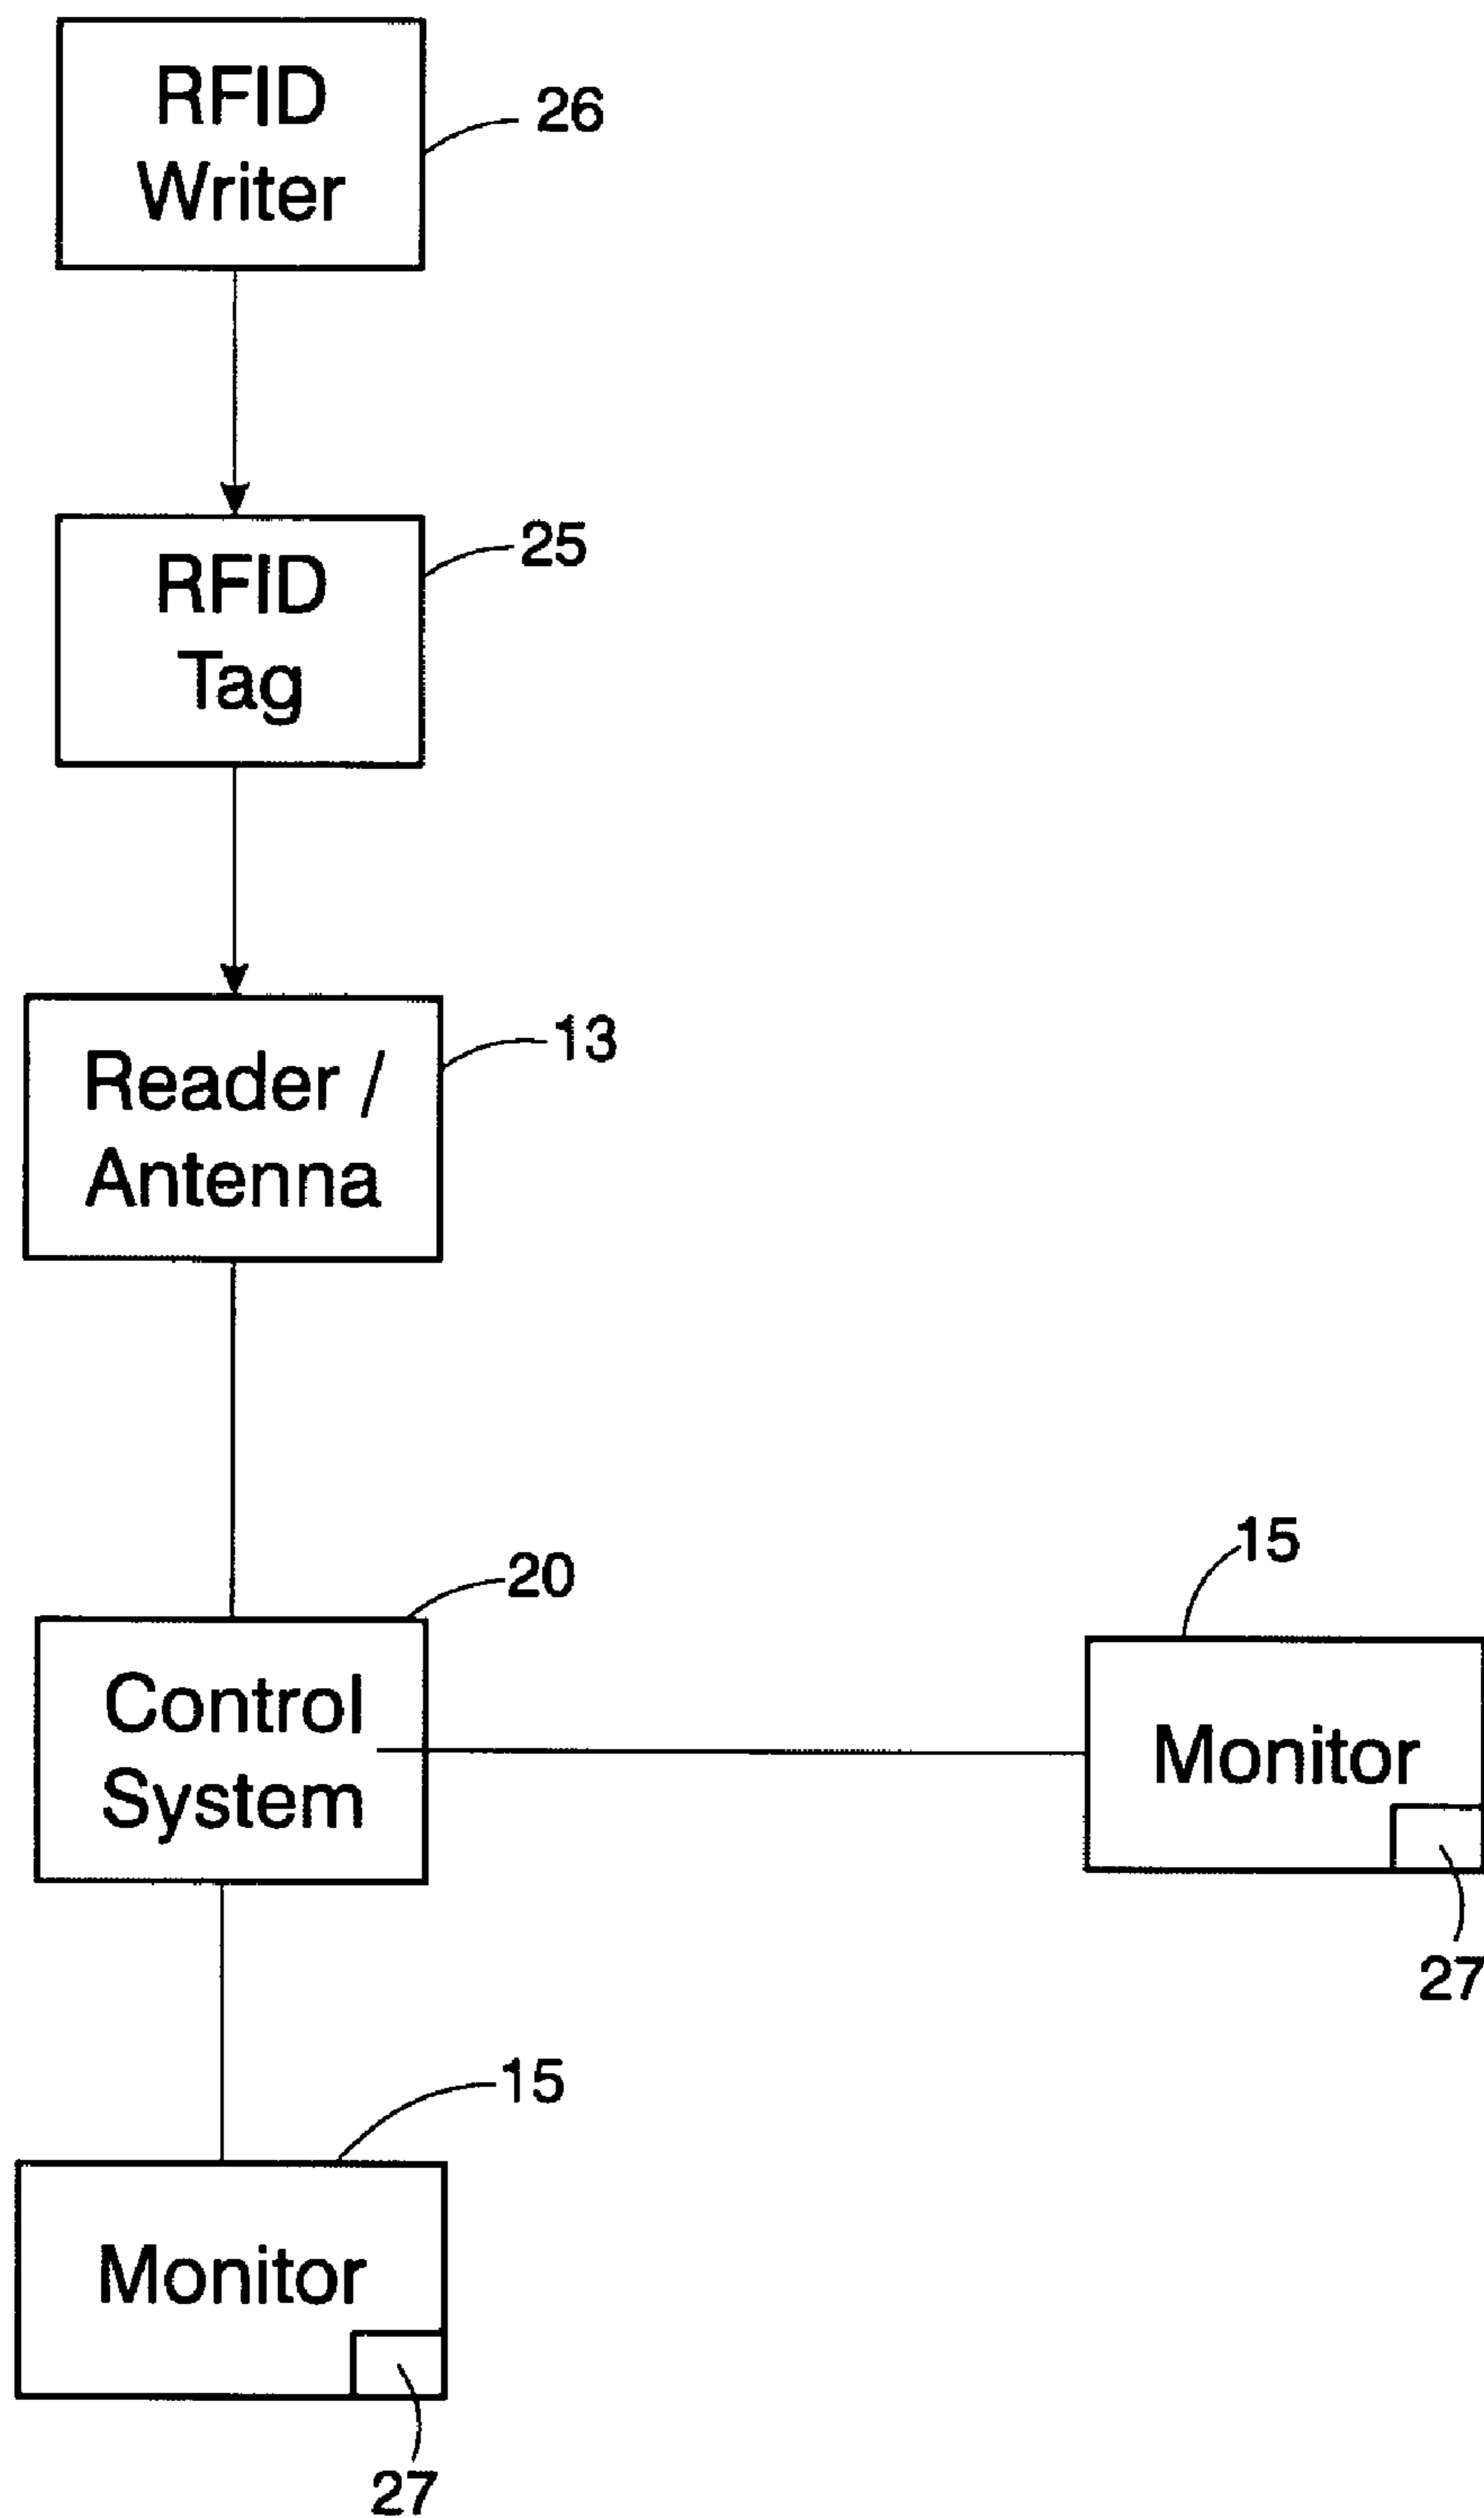 RFID
Writer
26
RFID
Tag
25
Reader /
Antenna
13
Control
System
20
Monitor
15
27
Monitor
15
27